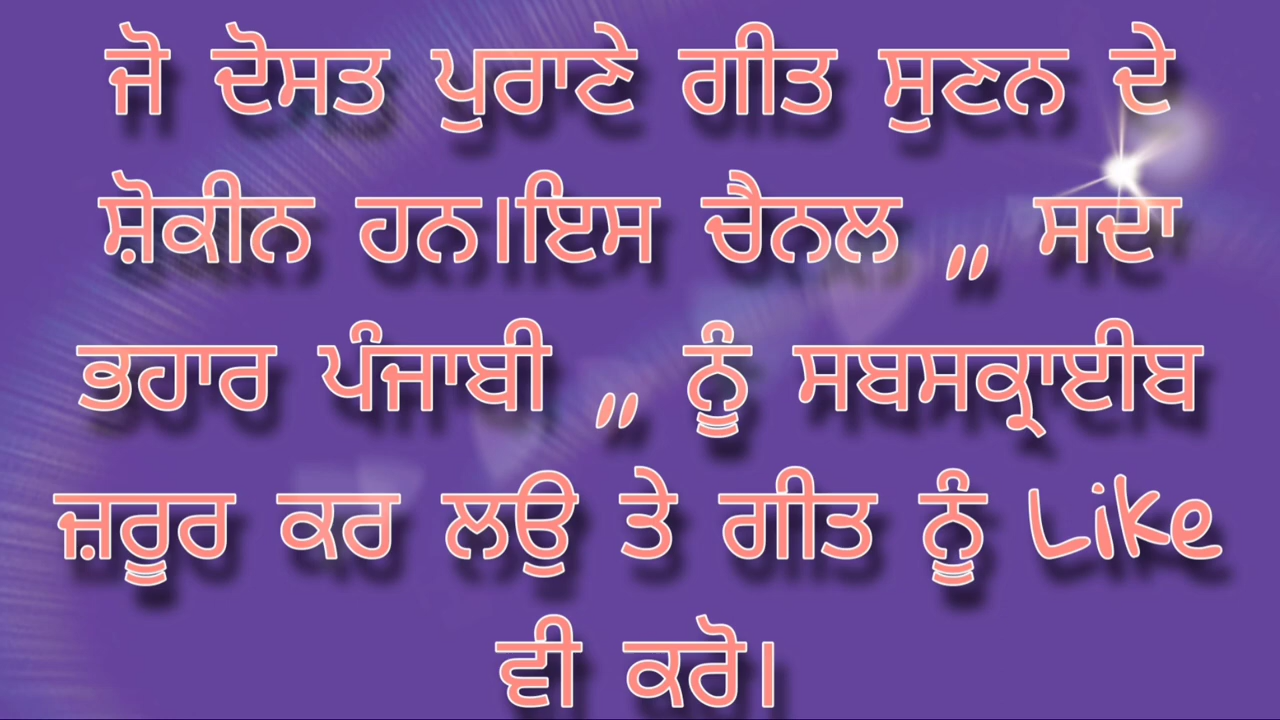 ਜੋ ਦੋਸਤ ਪੁਰਾਣੇ ਗੀਤ ਸੁਣਨ ਦੇ
ਸ਼ੋਕੀਨ ਹਨ।ਇਸ ਚੈਨਲ ,, ਸਦਾ
ਭਹਾਰ ਪੰਜਾਬੀ ,, ਨੂੰ ਸਬਸਕ੍ਰਾਈਬ
ਜ਼ਰੂਰ ਕਰ ਲਉ ਤੇ ਗੀਤ ਨੂੰ Like
ਵੀ ਕਰੋ।